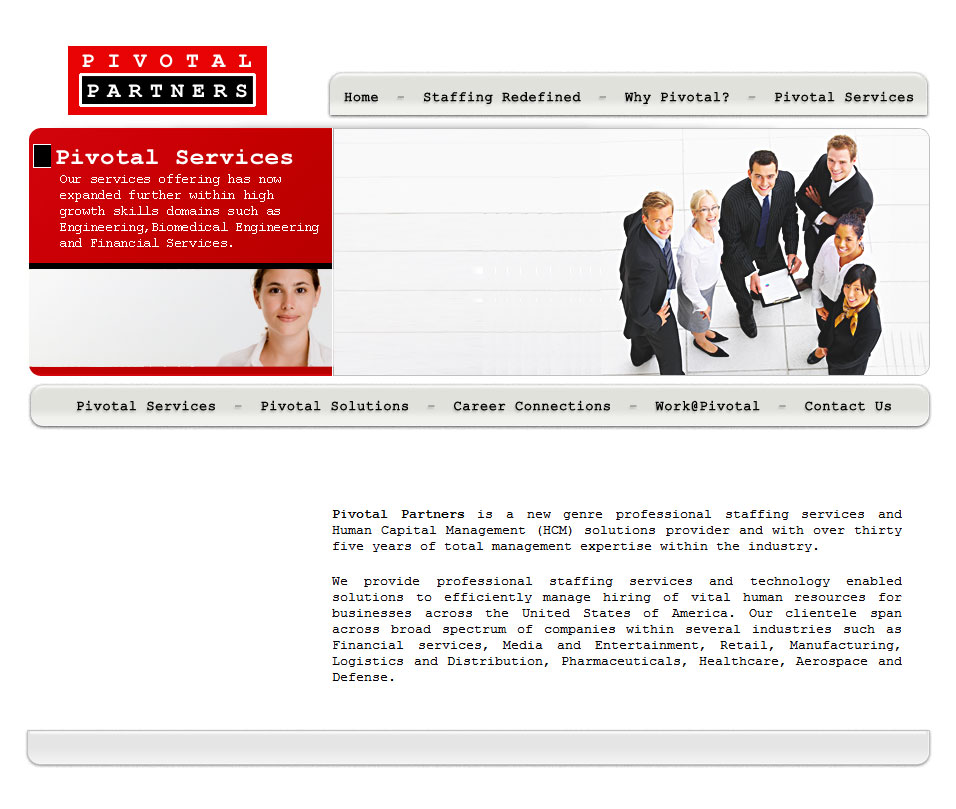 PIVOTAL
PARTNERS
Home - Staffing Redefined - Why Pivotal? - Pivotal Services
Pivotal Services
Our services offering has now
expanded further within high
growth skills domains such as
Engineering,Biomedical Engineering
and Financial Services.
Pivotal Services - Pivotal Solutions - Career Connections - Work@Pivotal - Contact Us
Pivotal Partners is a new genre professional staffing services and
Human Capital Management (HCM) solutions provider and with over thirty
five years of total management expertise within the industry.
We provide professional staffing services and technology enabled
solutions to efficiently manage hiring of vital human resources for
businesses across the United States of America. Our clientele span
across broad spectrum of companies within several industries such as
Financial services, Media and Entertainment, Retail, Manufacturing,
Logistics and Distribution, Pharmaceuticals, Healthcare, Aerospace and
Defense.